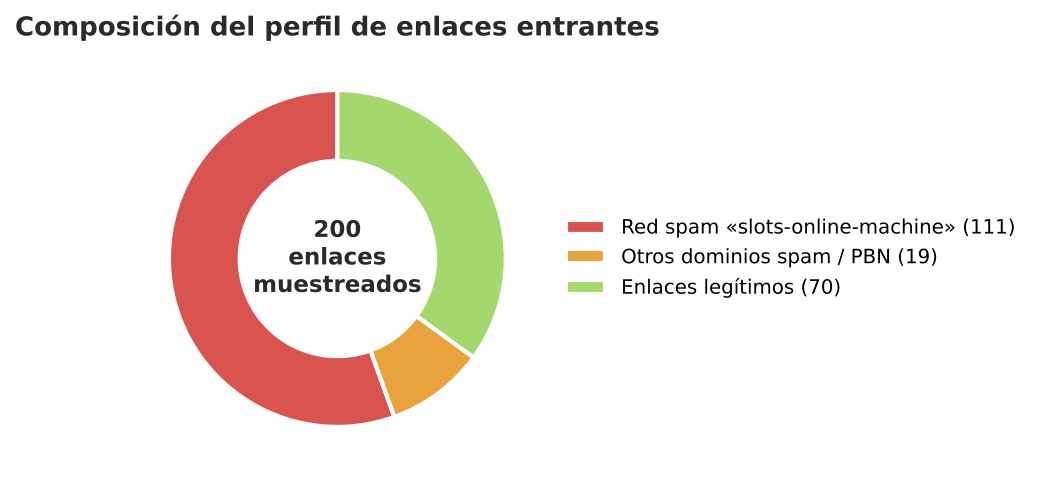 Composición del perfil de enlaces entrantes
200
enlaces
muestreados
Red spam «slots-online-machine» (111)
Otros dominios spam / PBN (19)
Enlaces legítimos (70)